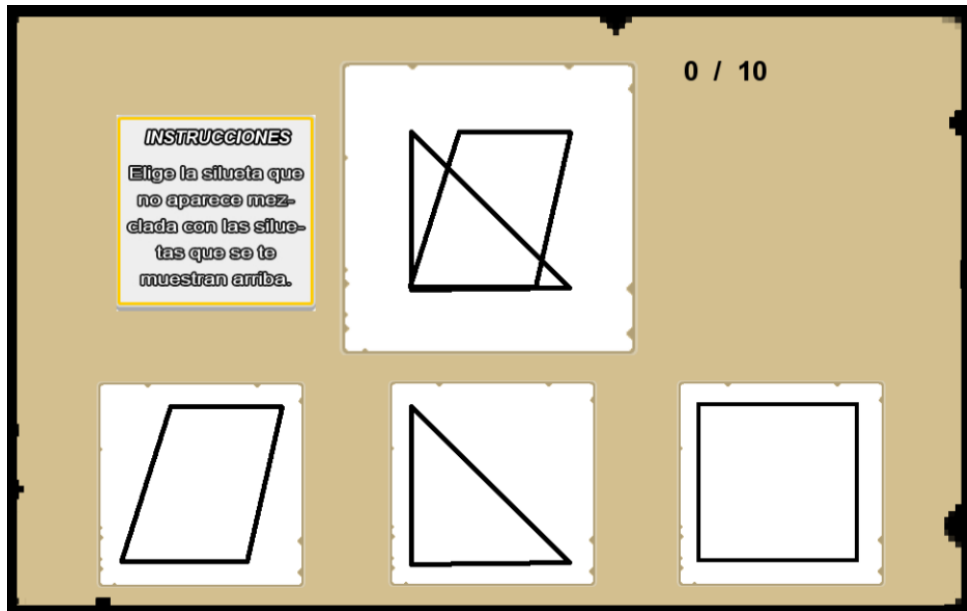 0 / 10
INSTRUCCIONES
Elige la silueta que
no aparece mez-
clada con las silue-
tas que se te
muestran arriba.